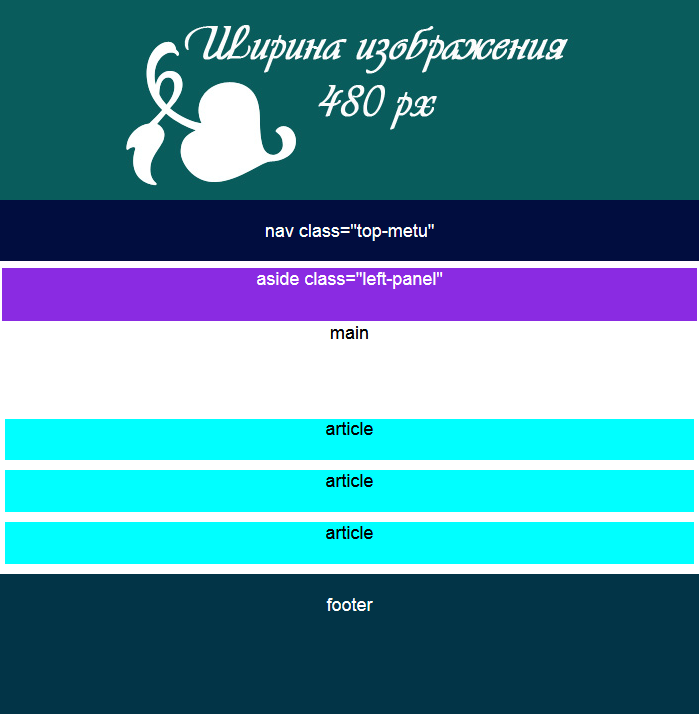 Ширина изображения
480 px
nav class="top-metu"
aside class="left-panel"
main
article
article
article
footer